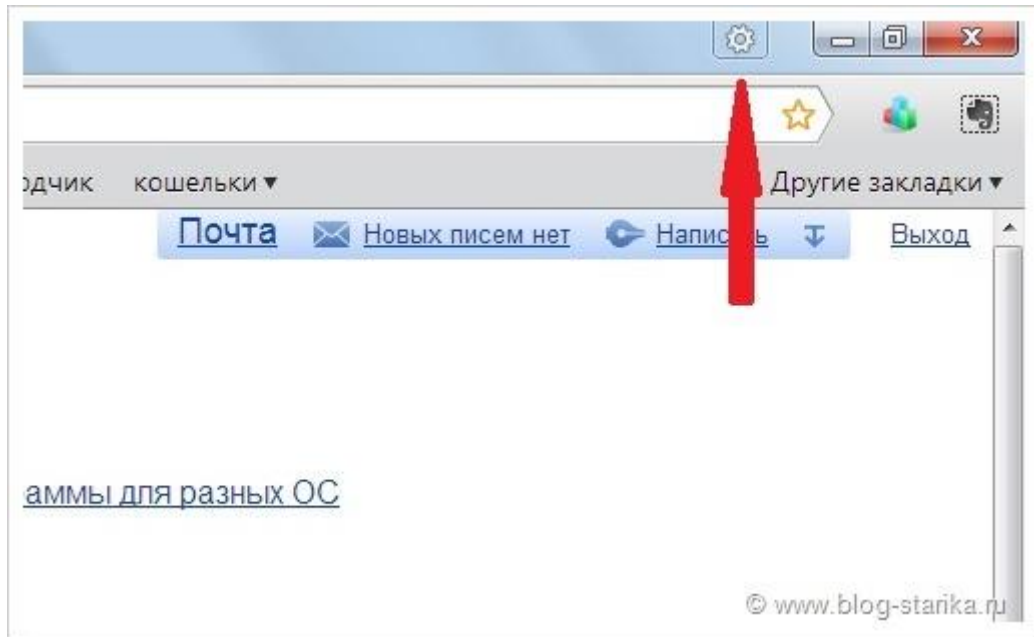 одчик кошельки Другие закладки
Почта Новых писем нет Написать Выход
аммы для разных ОС
© www.blog-starika.ru